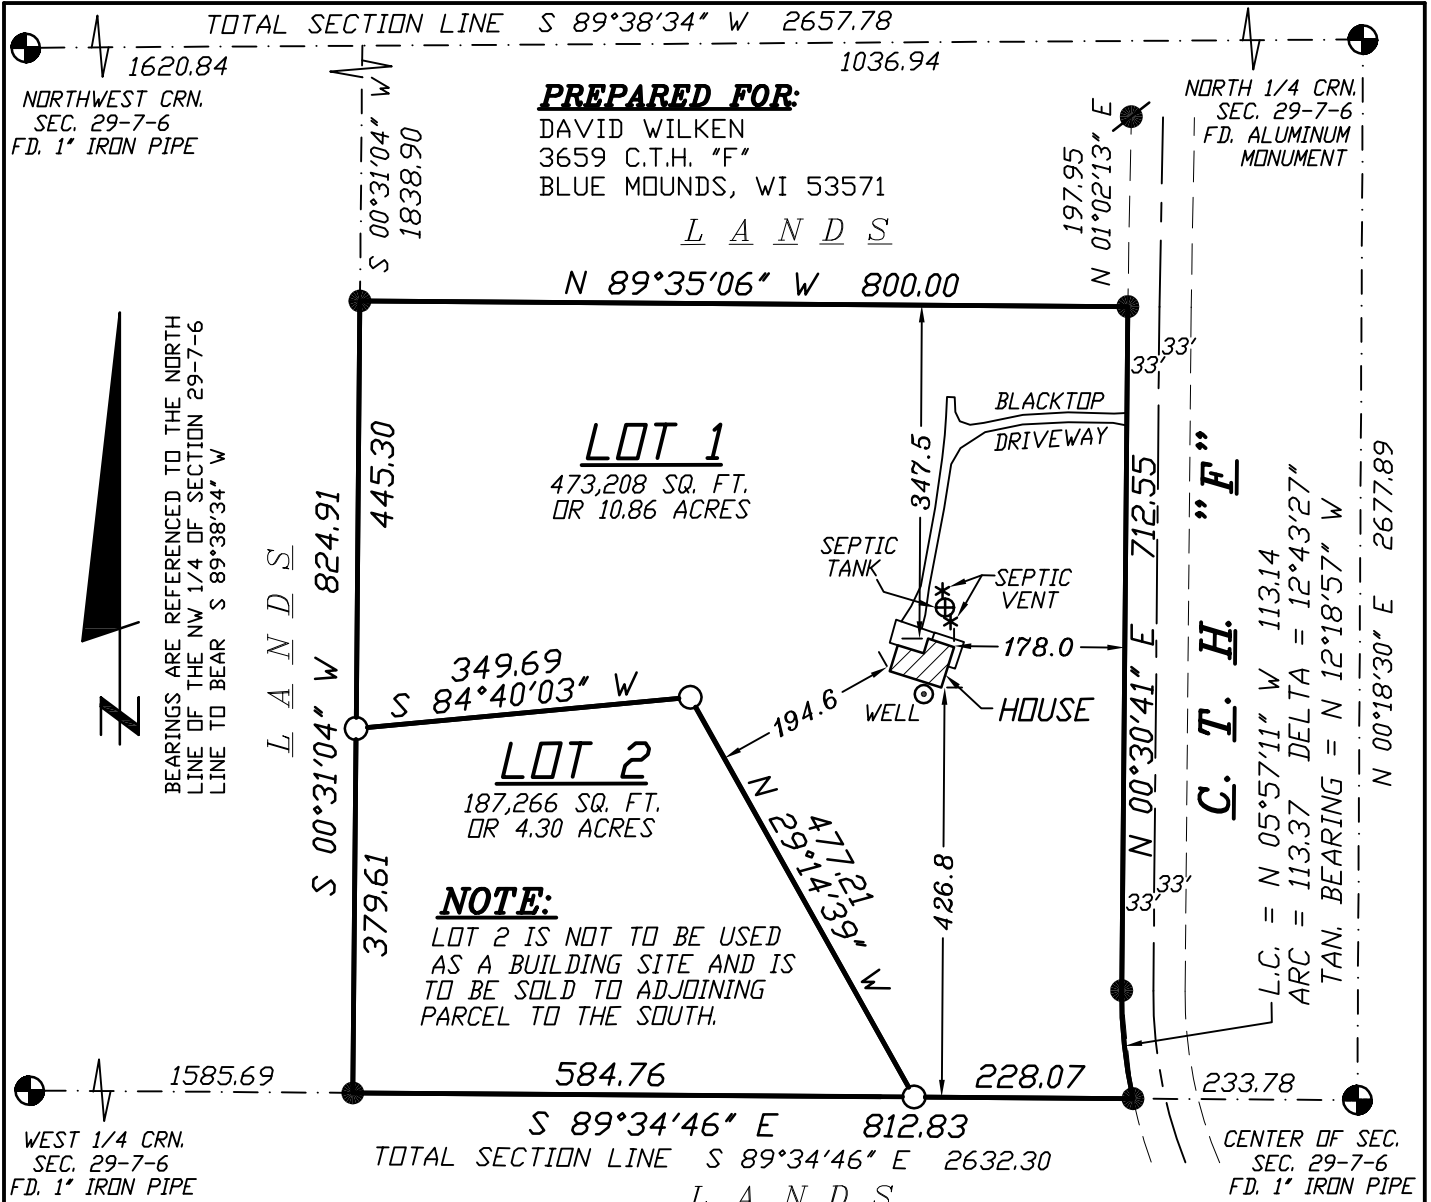 TOTAL SECTION LINE S 89°38'34" W 2657.78
1620.84
1036.94
NORTHWEST CRN.
SEC. 29-7-6
FD. 1" IRON PIPE
S 00°31'04" W
1838.90
PREPARED FOR:
DAVID WILKEN
3659 C.T.H. "F"
BLUE MOUNDS, WI 53571
LANDS
197.95
N 01°02'13" E
NORTH 1/4 CRN.
SEC. 29-7-6
FD. ALUMINUM
MONUMENT
N 89°35'06" W 800.00
BEARINGS ARE REFERENCED TO THE NORTH
LINE OF THE NW 1/4 OF SECTION 29-7-6
LINE TO BEAR S 89°38'34" W
N
LANDS
S 00°31'04" W 824.91
445.30
LOT 1
473,208 SQ. FT.
OR 10.86 ACRES
347.5
BLACKTOP
DRIVEWAY
33'
33'
SEPTIC
TANK
SEPTIC
VENT
178.0
HOUSE
WELL
194.6
426.8
N 00°30'41" E 712.55
C. T. H. "F"
N 00°18'30" E 2677.89
349.69
S 84°40'03" W
LOT 2
187,266 SQ. FT.
OR 4.30 ACRES
379.61
477.21
N 29°14'39" W
NOTE:
LOT 2 IS NOT TO BE USED
AS A BUILDING SITE AND IS
TO BE SOLD TO ADJOINING
PARCEL TO THE SOUTH.
33'
33'
L.C. = N 05°57'11" W 113.14
ARC = 113.37 DELTA = 12°43'27"
TAN. BEARING = N 12°18'57" W
1585.69
584.76
228.07
233.78
S 89°34'46" E 812.83
TOTAL SECTION LINE S 89°34'46" E 2632.30
WEST 1/4 CRN.
SEC. 29-7-6
FD. 1" IRON PIPE
CENTER OF SEC.
SEC. 29-7-6
FD. 1" IRON PIPE
LANDS